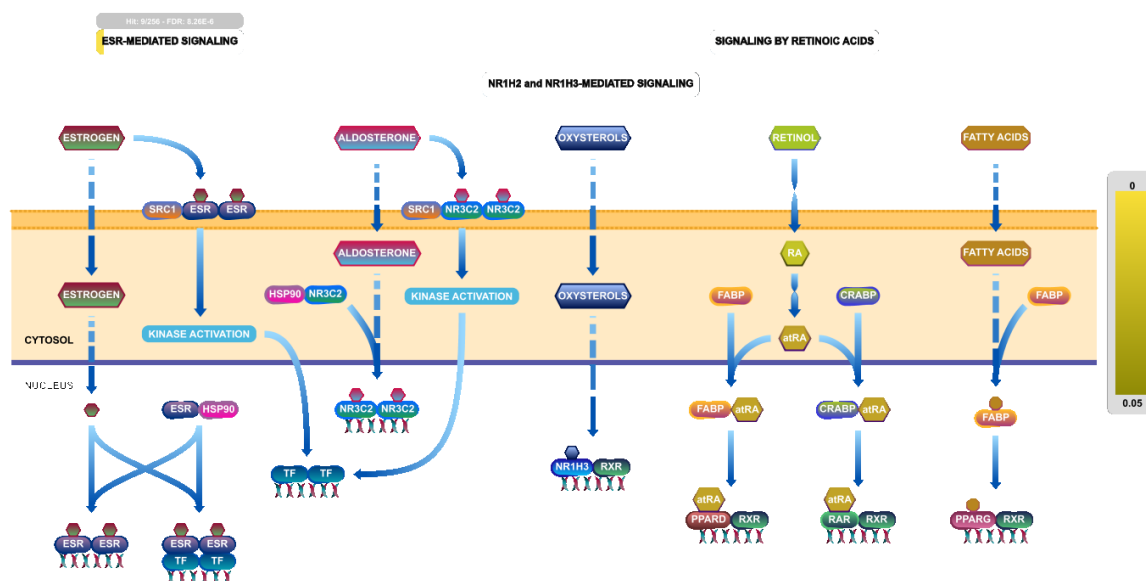 Hit: 9/256 - FDR: 8.26E-6
ESR-MEDIATED SIGNALING
SIGNALING BY RETINOIC ACIDS
NR1H2 and NR1H3-MEDIATED SIGNALING
ESTROGEN
ALDOSTERONE
OXYSTEROLS
RETINOL
FATTY ACIDS
0
SRC1 ESR ESR
SRC1 NR3C2 NR3C2
ALDOSTERONE
RA
FATTY ACIDS
ESTROGEN
HSP90 NR3C2
KINASE ACTIVATION
OXYSTEROLS
FABP
CRABP
FABP
KINASE ACTIVATION
CYTOSOL
atRA
NUCLEUS
0.05
ESR HSP90
NR3C2 NR3C2
FABP atRA
CRABP atRA
FABP
TF TF
NR1H3 RXR
atRA
atRA
PPARD RXR
RAR RXR
PPARG RXR
ESR ESR
ESR ESR
TF TF